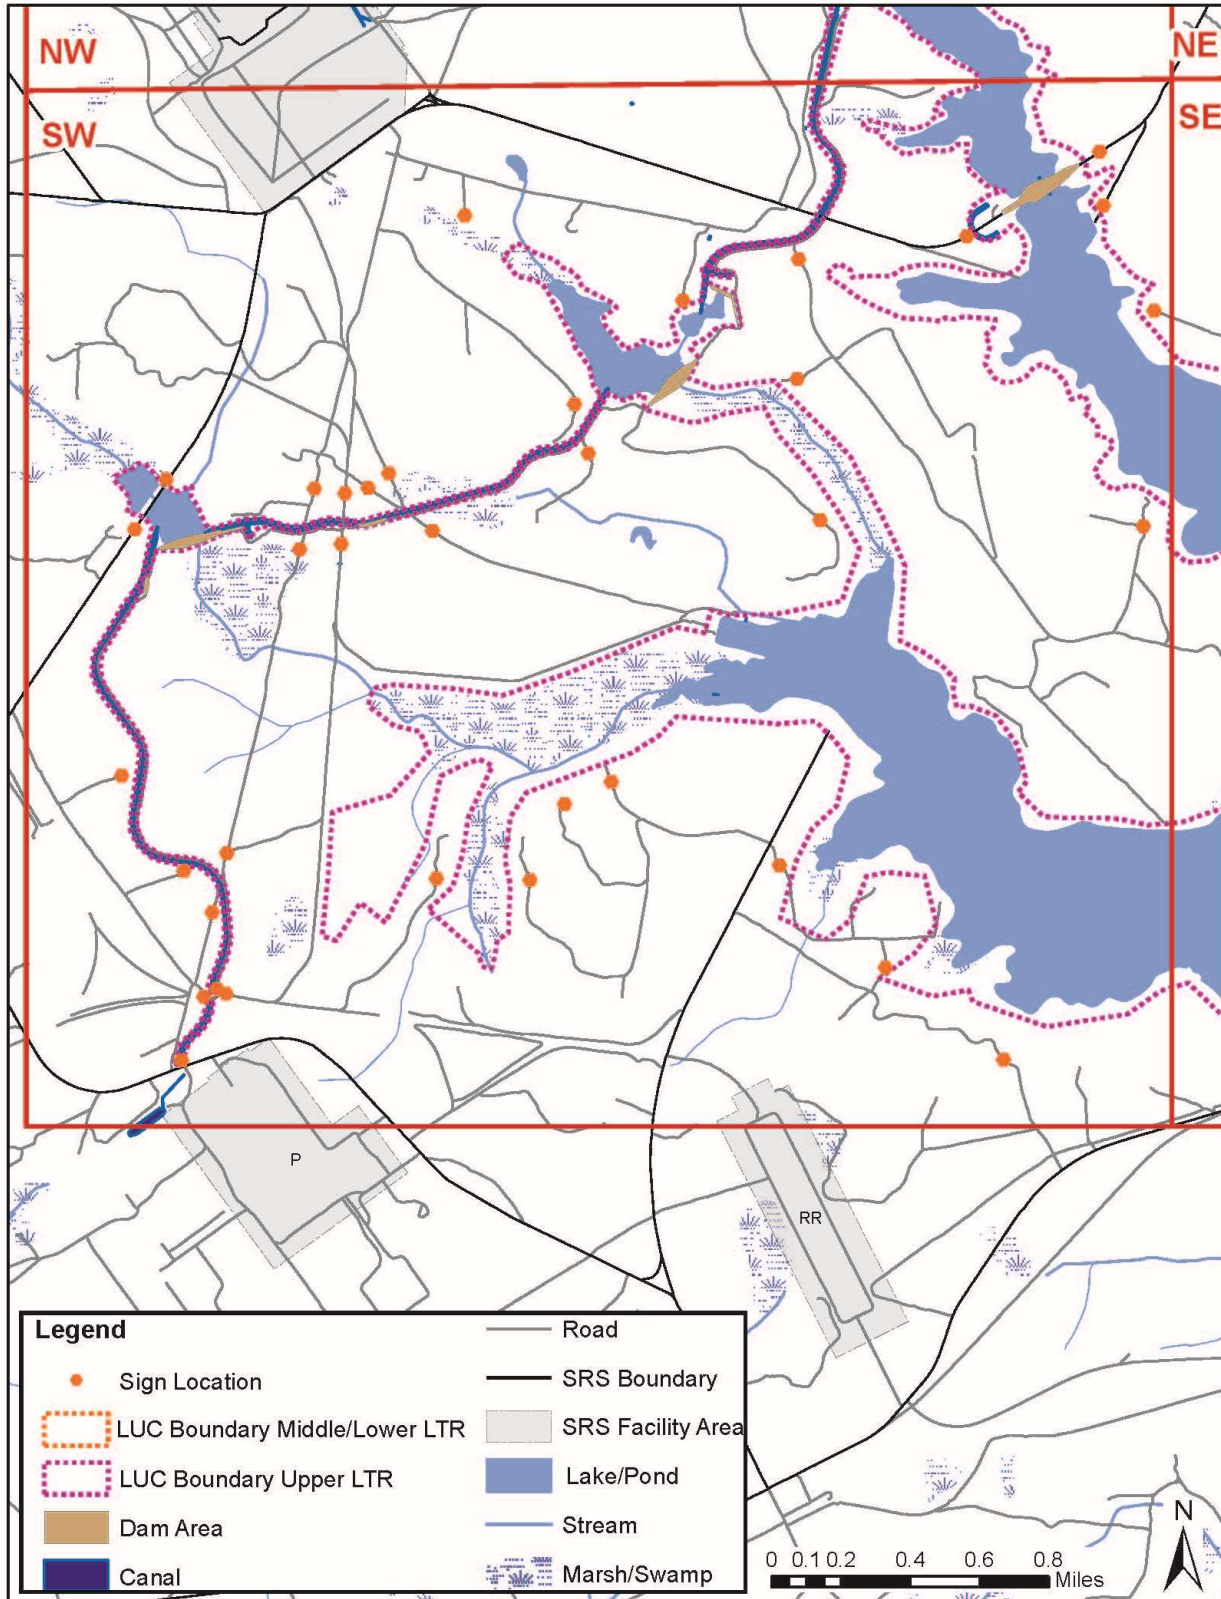 NW
NE
SW
SE
P
RR
Legend
Sign Location
LUC Boundary Middle/Lower LTR
LUC Boundary Upper LTR
Dam Area
Canal
Road
SRS Boundary
SRS Facility Area
Lake/Pond
Stream
Marsh/Swamp
0 0.1 0.2 0.4 0.6 0.8
Miles
N